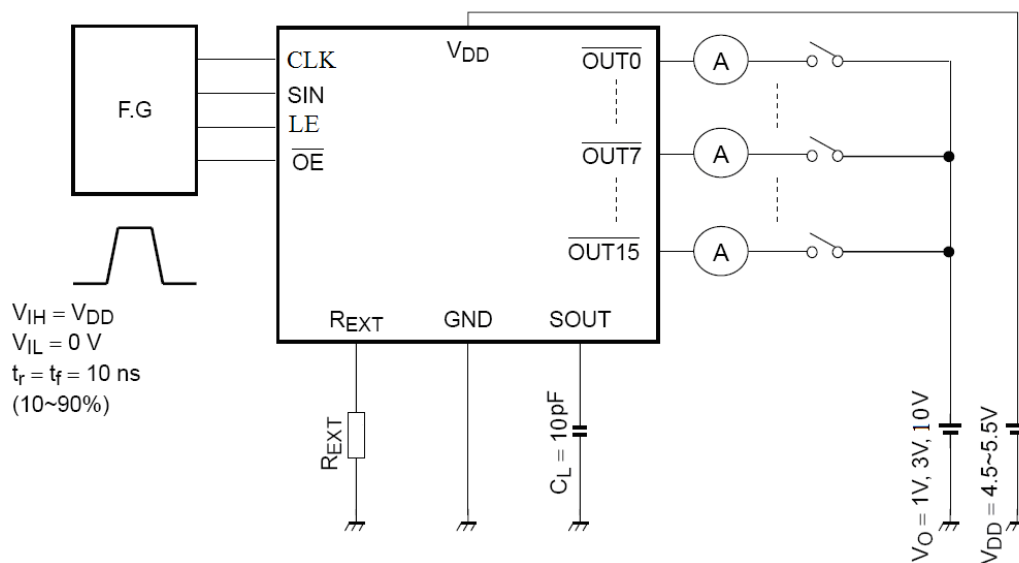 F.G
CLK
SIN
LE
OE
VDD
OUT0
OUT7
OUT15
A
A
A
REXT
GND
SOUT
VIH = VDD
VIL = 0 V
tr = tf = 10 ns
(10~90%)
REXT
CL = 10pF
VO = 1V, 3V, 10V
VDD = 4.5~5.5V